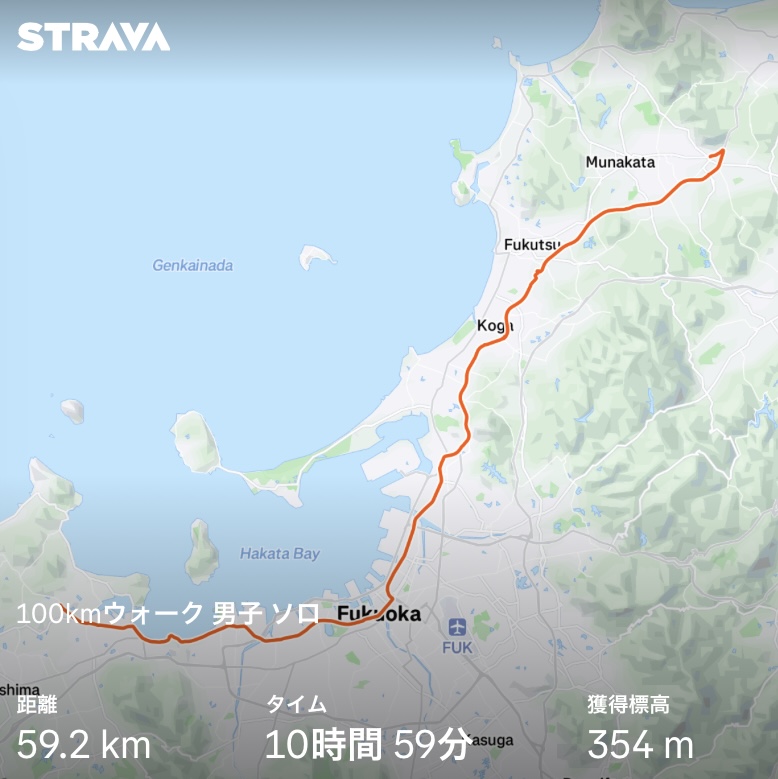 STRAVA
Munakata
Fukutsu
Genkainada
Koga
Hakata Bay
100kmウォーク 男子 ソロ
Fukuoka
FUK
shima
距離
タイム
獲得標高
59.2 km
10時間 59分
354 m
Kasuga